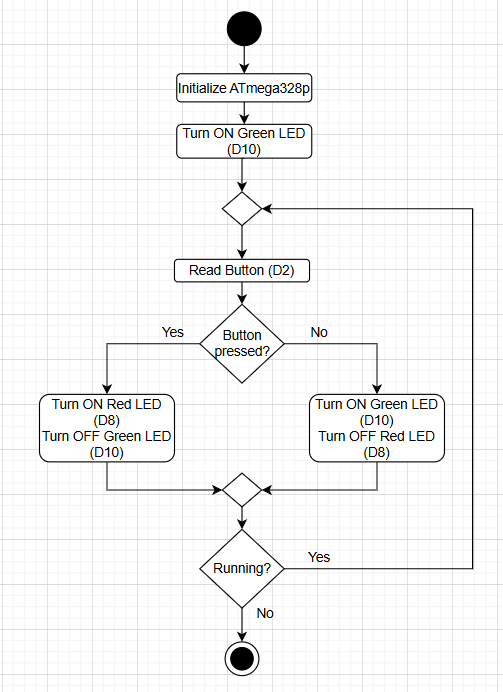 Initialize ATmega328p
Turn ON Green LED
(D10)
Read Button (D2)
Button
pressed?
Yes
No
Turn ON Red LED
(D8)
Turn OFF Green LED
(D10)
Turn ON Green LED
(D10)
Turn OFF Red LED
(D8)
Running?
Yes
No